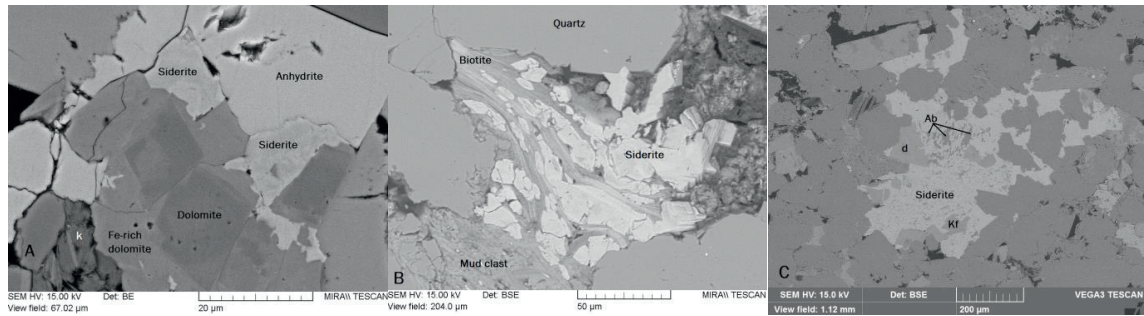 Siderite
Anhydrite
Siderite
Dolomite
Fe-rich
dolomite
k
A
SEM HV: 15.00 kV Det: BE MIRA\\ TESCAN
View field: 67.02 µm 20 µm
Quartz
Biotite
Siderite
Mud clast
B
SEM HV: 15.00 kV Det: BSE MIRA\\ TESCAN
View field: 204.0 µm 50 µm
Ab
d
Siderite
Kf
C
SEM HV: 15.0 kV Det: BSE VEGA3 TESCAN
View field: 1.12 mm 200 µm